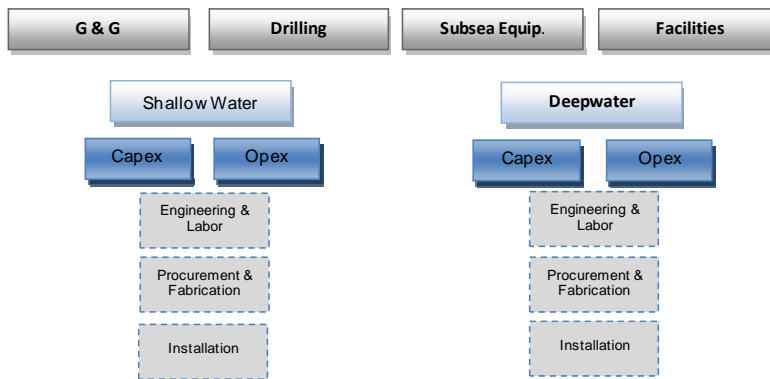 G & G
Drilling
Subsea Equip.
Facilities
Shallow Water
Deepwater
Capex
Opex
Capex
Opex
Engineering &
Labor
Engineering &
Labor
Procurement &
Fabrication
Procurement &
Fabrication
Installation
Installation